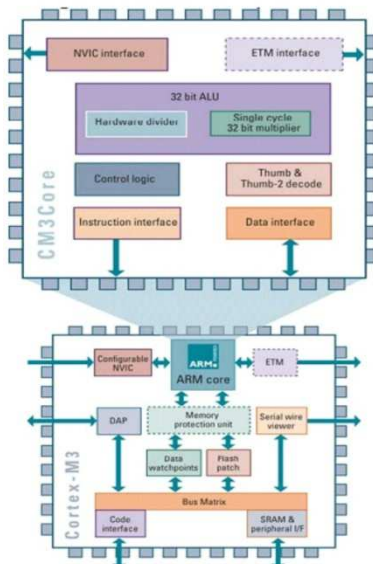 NVIC interface
ETM interface
32 bit ALU
Hardware divider
Single cycle
32 bit multiplier
Control logic
Thumb &
Thumb-2 decode
Instruction interface
Data interface
CM3Core
Configurable
NVIC
ARM
ARM core
ETM
DAP
Memory
protection unit
Serial wire
viewer
Data
watchpoints
Flash
patch
Bus Matrix
Code
interface
SRAM &
peripheral I/F
Cortex-M3